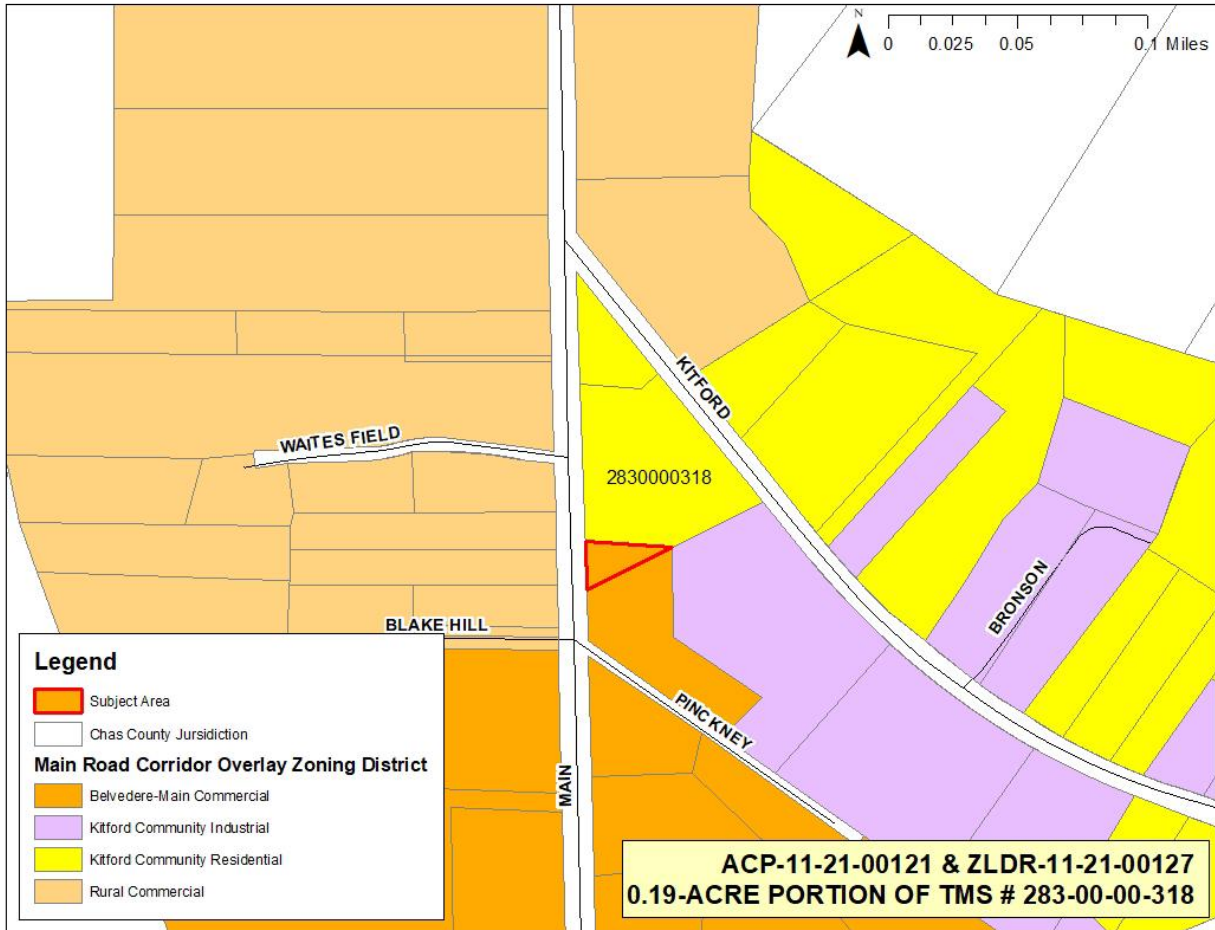 N
0 0.025 0.05 0.1 Miles
KITFORD
WAITES FIELD
2830000318
BRONSON
BLAKE HILL
PINCKNEY
MAIN
Legend
Subject Area
Chas County Jursidiction
Main Road Corridor Overlay Zoning District
Belvedere-Main Commercial
Kitford Community Industrial
Kitford Community Residential
Rural Commercial
ACP-11-21-00121 & ZLDR-11-21-00127
0.19-ACRE PORTION OF TMS # 283-00-00-318